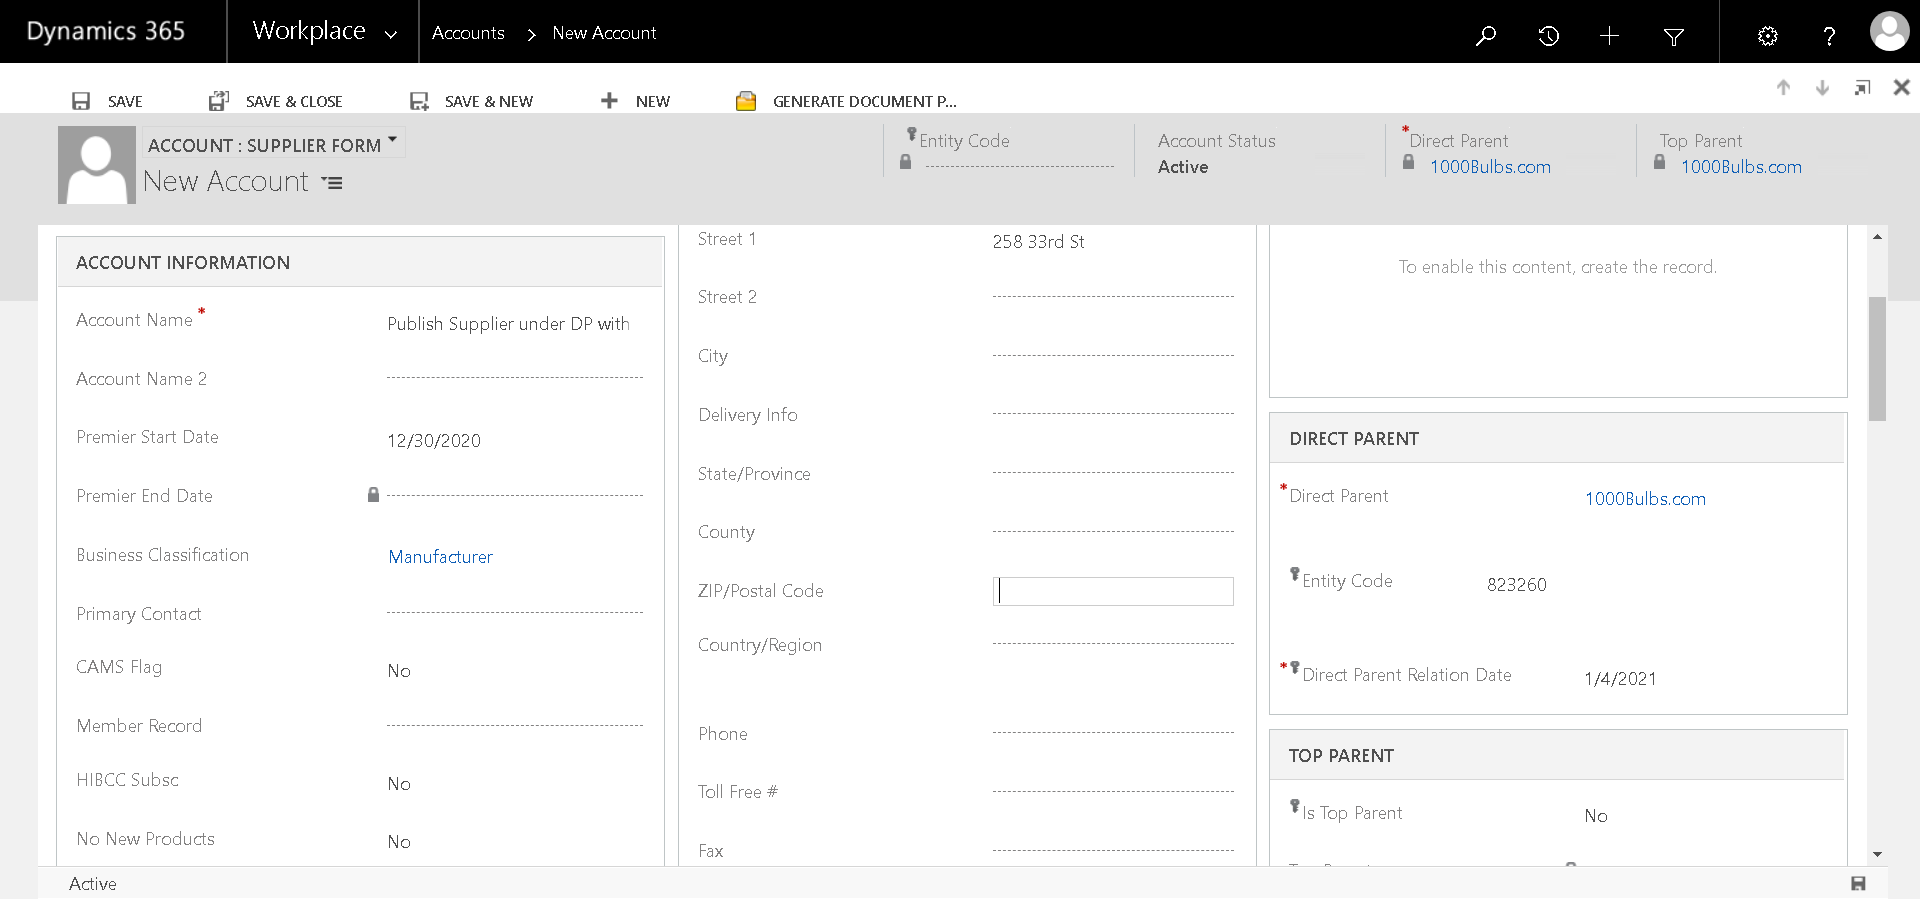 Dynamics 365
Workplace
Accounts > New Account
?
SAVE
SAVE & CLOSE
SAVE & NEW
NEW
GENERATE DOCUMENT P...
ACCOUNT : SUPPLIER FORM
New Account
Entity Code
Account Status
Active
*Direct Parent
1000Bulbs.com
Top Parent
1000Bulbs.com
ACCOUNT INFORMATION
Account Name *
Publish Supplier under DP with
Account Name 2
Premier Start Date
12/30/2020
Premier End Date
Business Classification
Manufacturer
Primary Contact
CAMS Flag
No
Member Record
HIBCC Subsc
No
No New Products
No
Street 1
258 33rd St
Street 2
City
Delivery Info
State/Province
County
ZIP/Postal Code
Country/Region
Phone
Toll Free #
Fax
To enable this content, create the record.
DIRECT PARENT
*Direct Parent
1000Bulbs.com
Entity Code
823260
*Direct Parent Relation Date
1/4/2021
TOP PARENT
Is Top Parent
No
Active